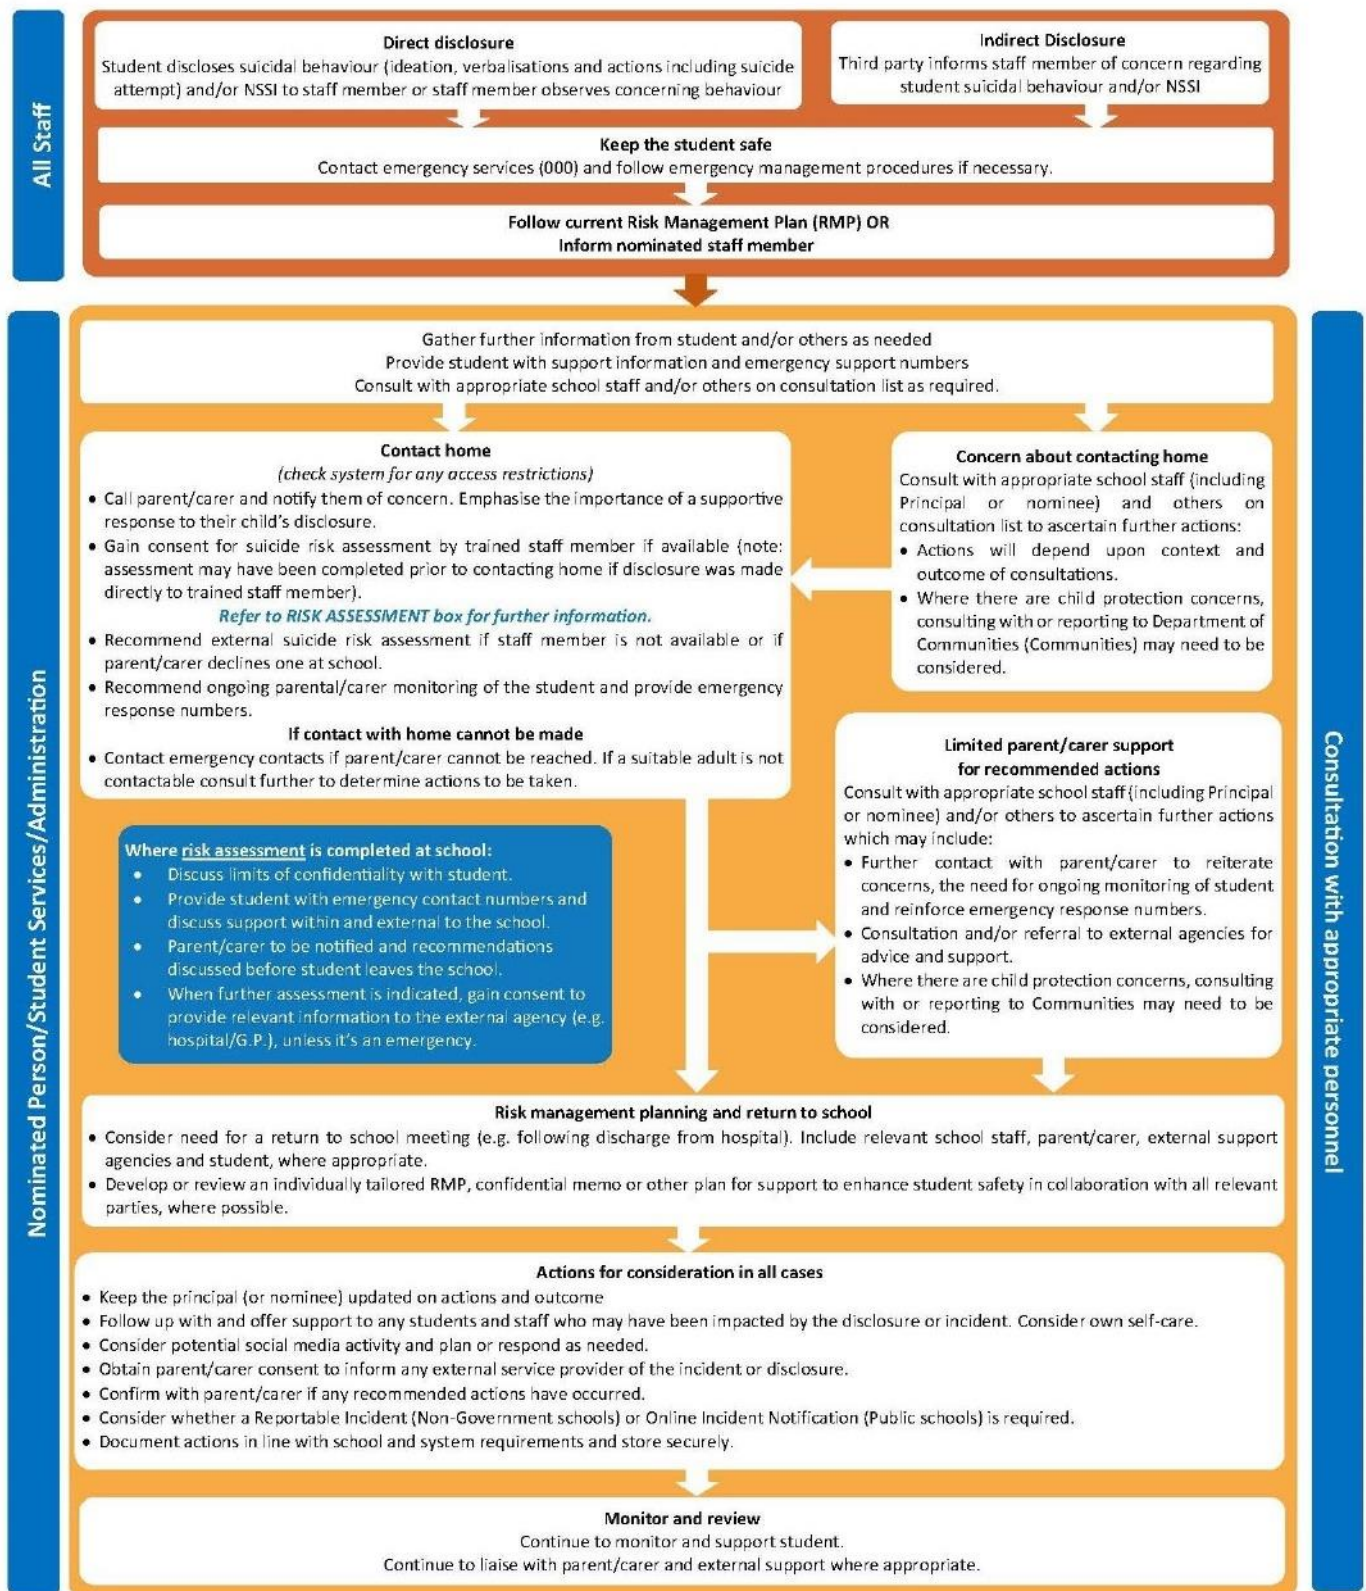 All Staff
Direct disclosure
Student discloses suicidal behaviour (ideation, verbalisations and actions including suicide
attempt) and/or NSSI to staff member or staff member observes concerning behaviour
Indirect Disclosure
Third party informs staff member of concern regarding
student suicidal behaviour and/or NSSI
Keep the student safe
Contact emergency services (000) and follow emergency management procedures if necessary.
Follow current Risk Management Plan (RMP) OR
Inform nominated staff member
Nominated Person/Student Services/Administration
Consultation with appropriate personnel
Gather further information from student and/or others as needed
Provide student with support information and emergency support numbers
Consult with appropriate school staff and/or others on consultation list as required.
Contact home
(check system for any access restrictions)
• Call parent/carer and notify them of concern. Emphasise the importance of a supportive
response to their child's disclosure.
• Gain consent for suicide risk assessment by trained staff member if available (note:
assessment may have been completed prior to contacting home if disclosure was made
directly to trained staff member).
Refer to RISK ASSESSMENT box for further information.
• Recommend external suicide risk assessment if staff member is not available or if
parent/carer declines one at school.
• Recommend ongoing parental/carer monitoring of the student and provide emergency
response numbers.
If contact with home cannot be made
• Contact emergency contacts if parent/carer cannot be reached. If a suitable adult is not
contactable consult further to determine actions to be taken.
Concern about contacting home
Consult with appropriate school staff (including
Principal or nominee) and others on
consultation list to ascertain further actions:
• Actions will depend upon context and
outcome of consultations.
• Where there are child protection concerns,
consulting with or reporting to Department of
Communities (Communities) may need to be
considered.
Limited parent/carer support
for recommended actions
Consult with appropriate school staff (including Principal
or nominee) and/or others to ascertain further actions
which may include:
• Further contact with parent/carer to reiterate
concerns, the need for ongoing monitoring of student
and reinforce emergency response numbers.
• Consultation and/or referral to external agencies for
advice and support.
• Where there are child protection concerns, consulting
with or reporting to Communities may need to be
considered.
Where risk assessment is completed at school:
• Discuss limits of confidentiality with student.
• Provide student with emergency contact numbers and
discuss support within and external to the school.
• Parent/carer to be notified and recommendations
discussed before student leaves the school.
• When further assessment is indicated, gain consent to
provide relevant information to the external agency (e.g.
hospital/G.P.), unless it's an emergency.
Risk management planning and return to school
• Consider need for a return to school meeting (e.g. following discharge from hospital). Include relevant school staff, parent/carer, external support
agencies and student, where appropriate.
• Develop or review an individually tailored RMP, confidential memo or other plan for support to enhance student safety in collaboration with all relevant
parties, where possible.
Actions for consideration in all cases
• Keep the principal (or nominee) updated on actions and outcome
• Follow up with and offer support to any students and staff who may have been impacted by the disclosure or incident. Consider own self-care.
• Consider potential social media activity and plan or respond as needed.
• Obtain parent/carer consent to inform any external service provider of the incident or disclosure.
• Confirm with parent/carer if any recommended actions have occurred.
• Consider whether a Reportable Incident (Non-Government schools) or Online Incident Notification (Public schools) is required.
• Document actions in line with school and system requirements and store securely.
Monitor and review
Continue to monitor and support student.
Continue to liaise with parent/carer and external support where appropriate.